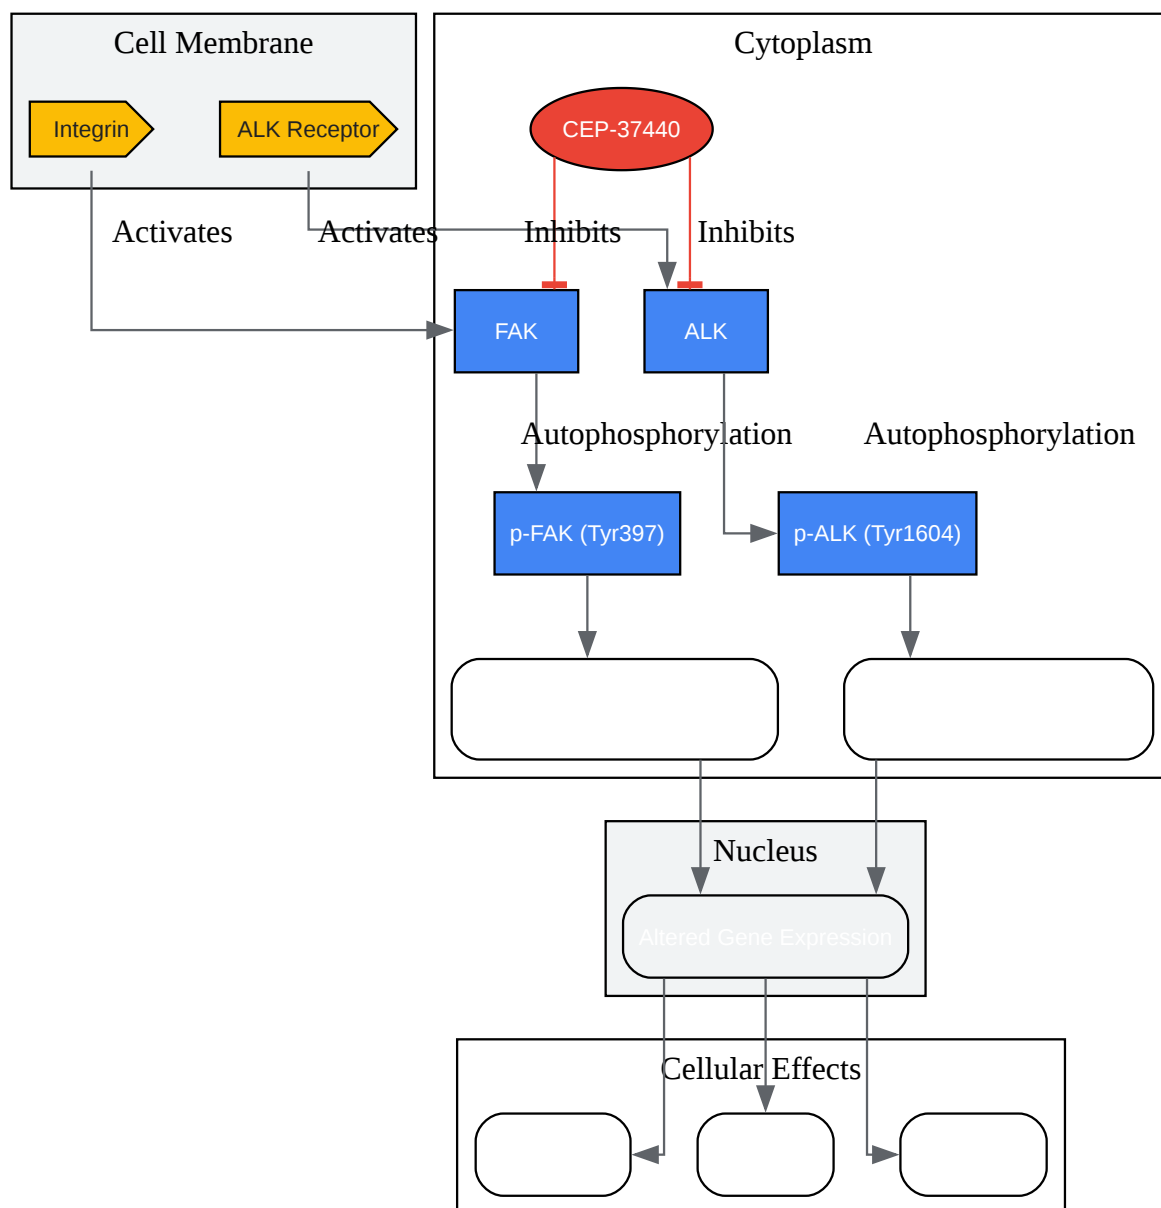 Cell Membrane
Cytoplasm
Integrin
ALK Receptor
CEP-37440
Activates
Activates
Inhibits
Inhibits
FAK
ALK
Autophosphorylation
Autophosphorylation
p-FAK (Tyr397)
p-ALK (Tyr1604)
Nucleus
Altered Gene Expression
Cellular Effects